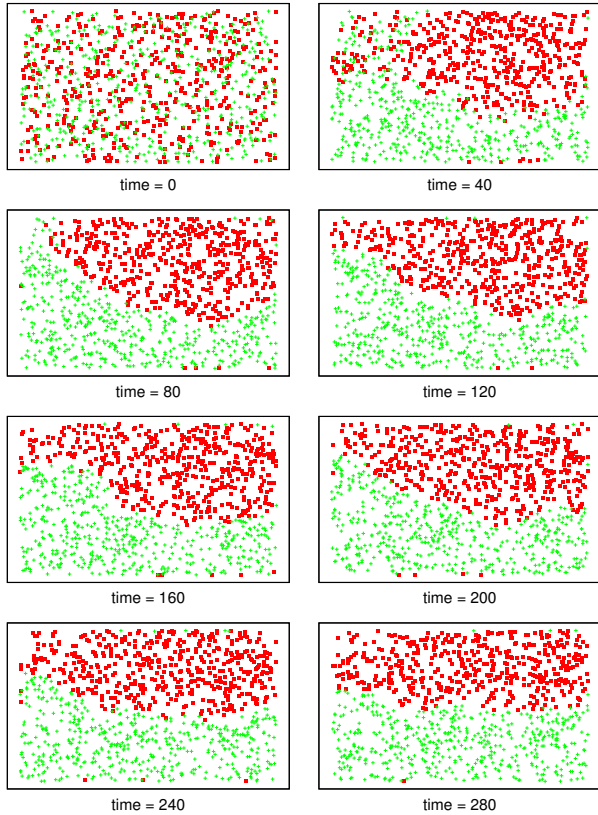 time = 0
time = 40
time = 80
time = 120
time = 160
time = 200
time = 240
time = 280